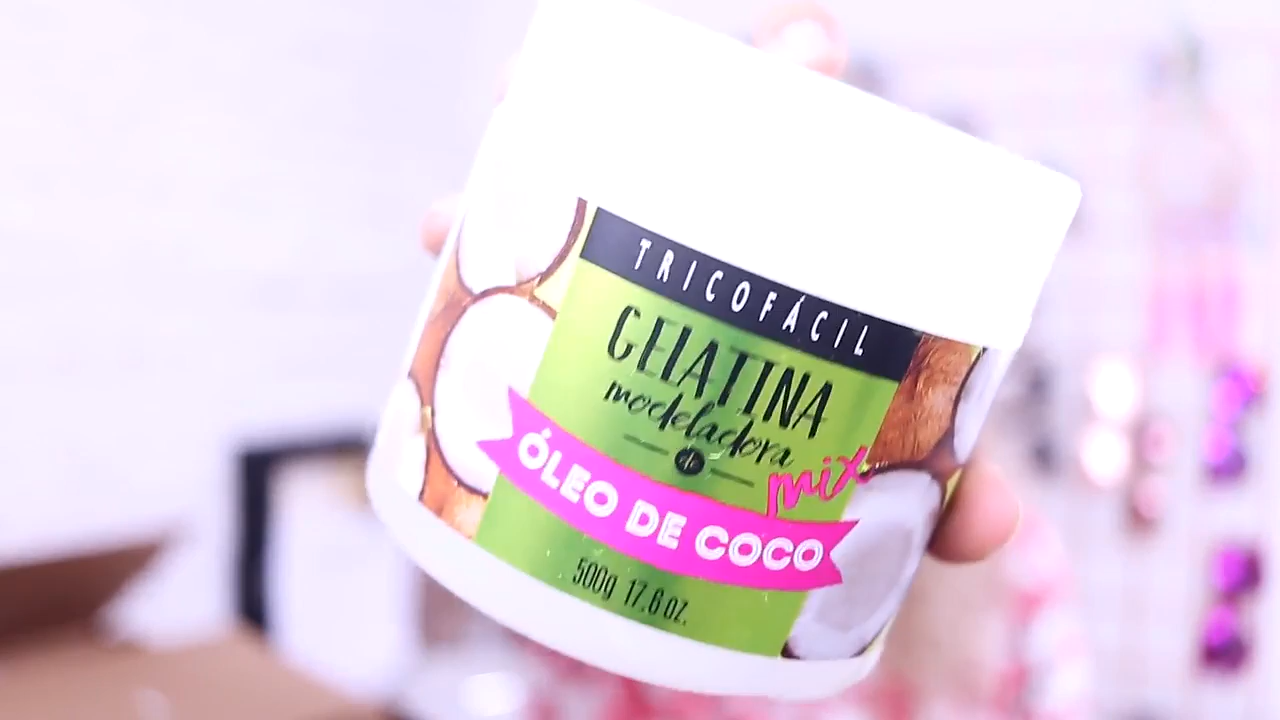 TRICOFÁCIL
GELATINA
modeladora
de
mix
ÓLEO DE COCO
500g 17.6 oz.